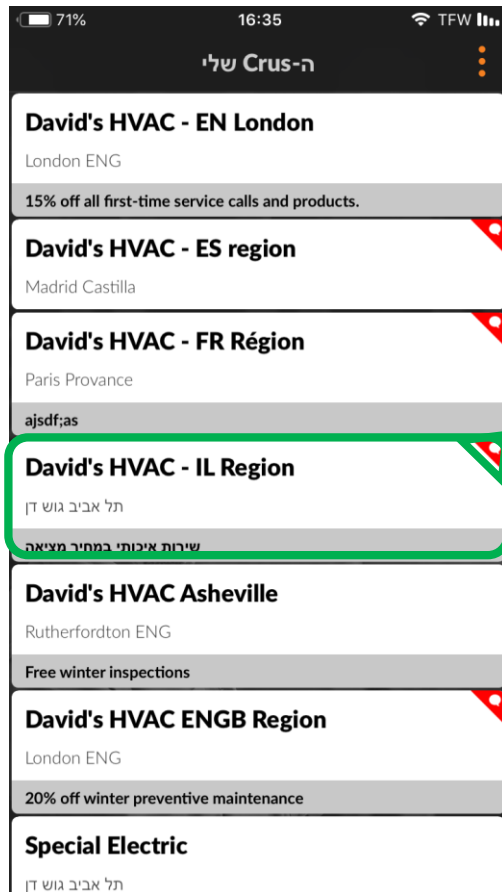 71%
16:35
TFW
ה-Crus שלי
David's HVAC - EN London
London ENG
15% off all first-time service calls and products.
David's HVAC - ES region
Madrid Castilla
David's HVAC - FR Région
Paris Provance
ajsdf;as
David's HVAC - IL Region
תל אביב גוש דן
שירות איכותי במחיר מציאה
David's HVAC Asheville
Rutherfordton ENG
Free winter inspections
David's HVAC ENGB Region
London ENG
20% off winter preventive maintenance
Special Electric
תל אביב גוש דן